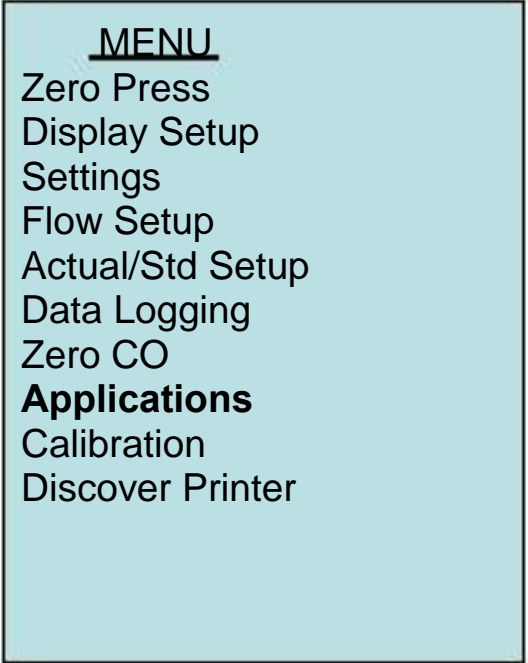 MENU
Zero Press
Display Setup
Settings
Flow Setup
Actual/Std Setup
Data Logging
Zero CO
Applications
Calibration
Discover Printer